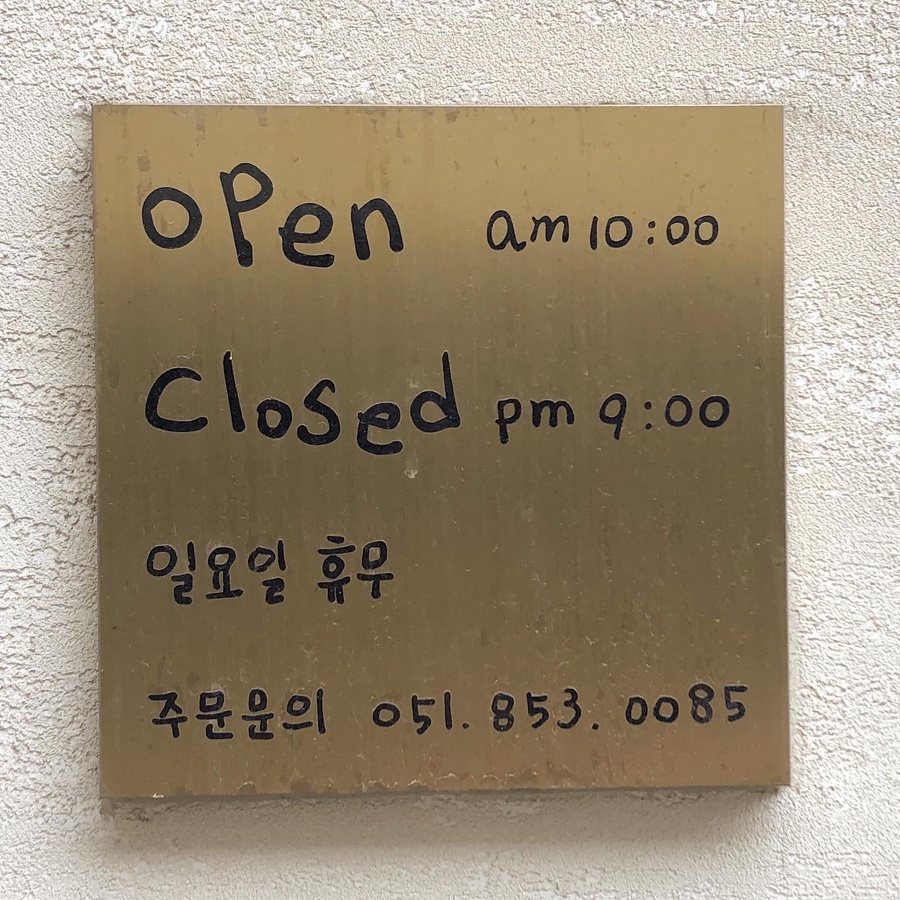 oPen am 10:00
Closed pm 9:00
일요일 휴무
주문문의 051. 853. 0085